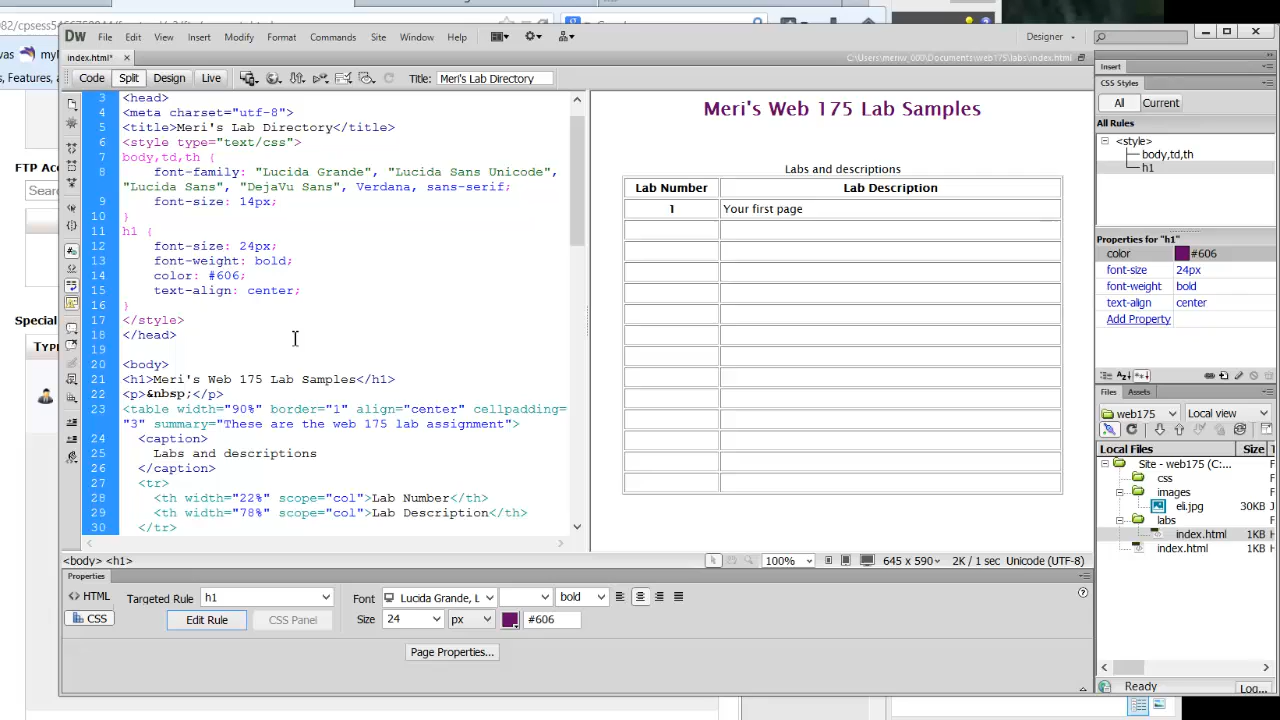 082/cpsess
vas
s, Features, a
FTP Acc
Sear
Special
TYP
Dw File Edit View Insert Modify Format Commands Site Window Help Designer
index.html* × C:\Users\meriw_000\Documents\web175\labs\index.html
Code Split Design Live Title: Meri's Lab Directory
3 <head>
4 <meta charset="utf-8">
5 <title>Meri's Lab Directory</title>
6 <style type="text/css">
7 body,td,th {
8 font-family: "Lucida Grande", "Lucida Sans Unicode",
"Lucida Sans", "DejaVu Sans", Verdana, sans-serif;
9 font-size: 14px;
10 }
11 h1 {
12 font-size: 24px;
13 font-weight: bold;
14 color: #606;
15 text-align: center;
16 }
17 </style>
18 </head>
19
20 <body>
21 <h1>Meri's Web 175 Lab Samples</h1>
22 <p>&nbsp;</p>
23 <table width="90%" border="1" align="center" cellpadding=
"3" summary="These are the web 175 lab assignment">
24 <caption>
25 Labs and descriptions
26 </caption>
27 <tr>
28 <th width="22%" scope="col">Lab Number</th>
29 <th width="78%" scope="col">Lab Description</th>
30 </tr>
Meri's Web 175 Lab Samples
Labs and descriptions
Lab Number Lab Description
1 Your first page
<body> <h1> 100% 645 x 590 2K / 1 sec Unicode (UTF-8)
Properties
HTML Targeted Rule h1 Font Lucida Grande, L bold
CSS Edit Rule CSS Panel Size 24 px #606
Page Properties...
Insert
CSS Styles
All Current
All Rules
<style>
body,td,th
h1
Properties for "h1"
color #606
font-size 24px
font-weight bold
text-align center
Add Property
Files Assets
web175 Local view
Local Files Size T
Site - web175 (C:...
css
images
eli.jpg 30KB
labs
index.html 1KB
index.html 1KB
Ready Log...